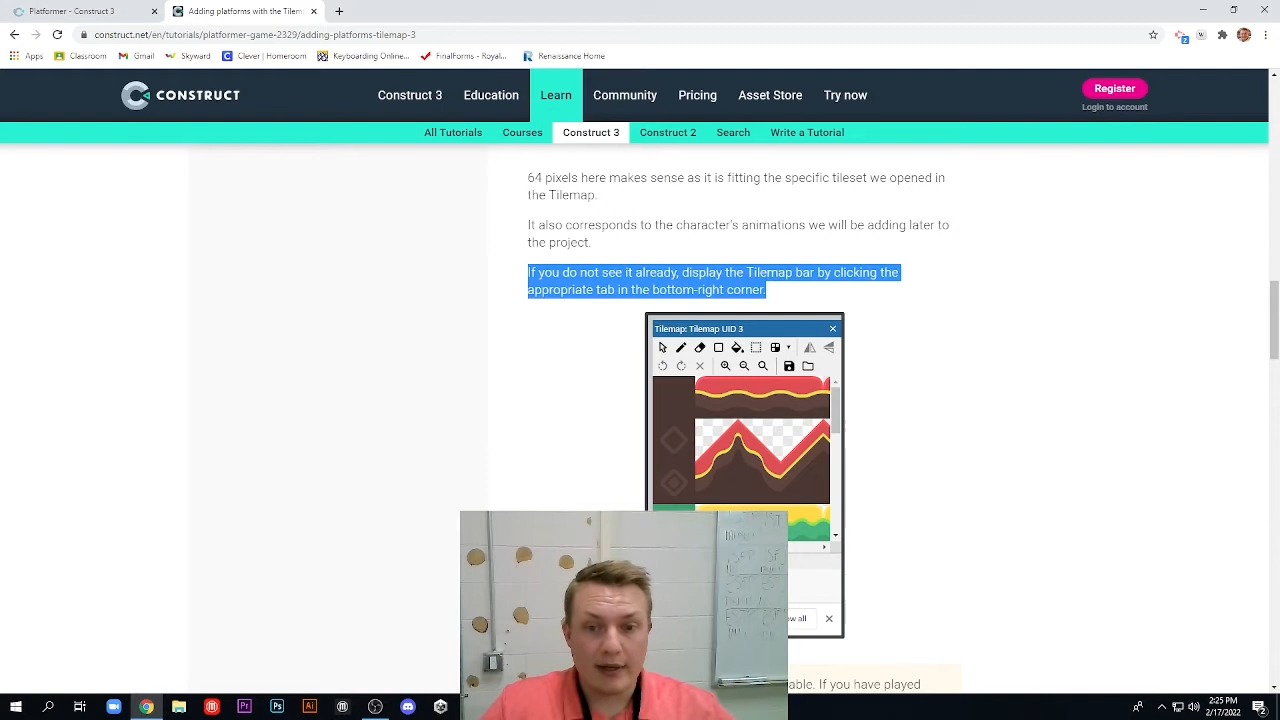 Platformer - Construct 3
Adding platforms with the Tilem
construct.net/en/tutorials/platformer-game-2329/adding-platforms-tilemap-3
Apps Classroom Gmail Skyward Clever | Homeroom Keyboarding Online... FinalForms - Royal... Renaissance Home
CONSTRUCT Construct 3 Education Learn Community Pricing Asset Store Try now Register
Login to account
All Tutorials Courses Construct 3 Construct 2 Search Write a Tutorial
64 pixels here makes sense as it is fitting the specific tileset we opened in
the Tilemap.
It also corresponds to the character's animations we will be adding later to
the project.
If you do not see it already, display the Tilemap bar by clicking the
appropriate tab in the bottom-right corner.
Tilemap: Tilemap UID 3
ow all
able. If you have played
2:25 PM
2/17/2022